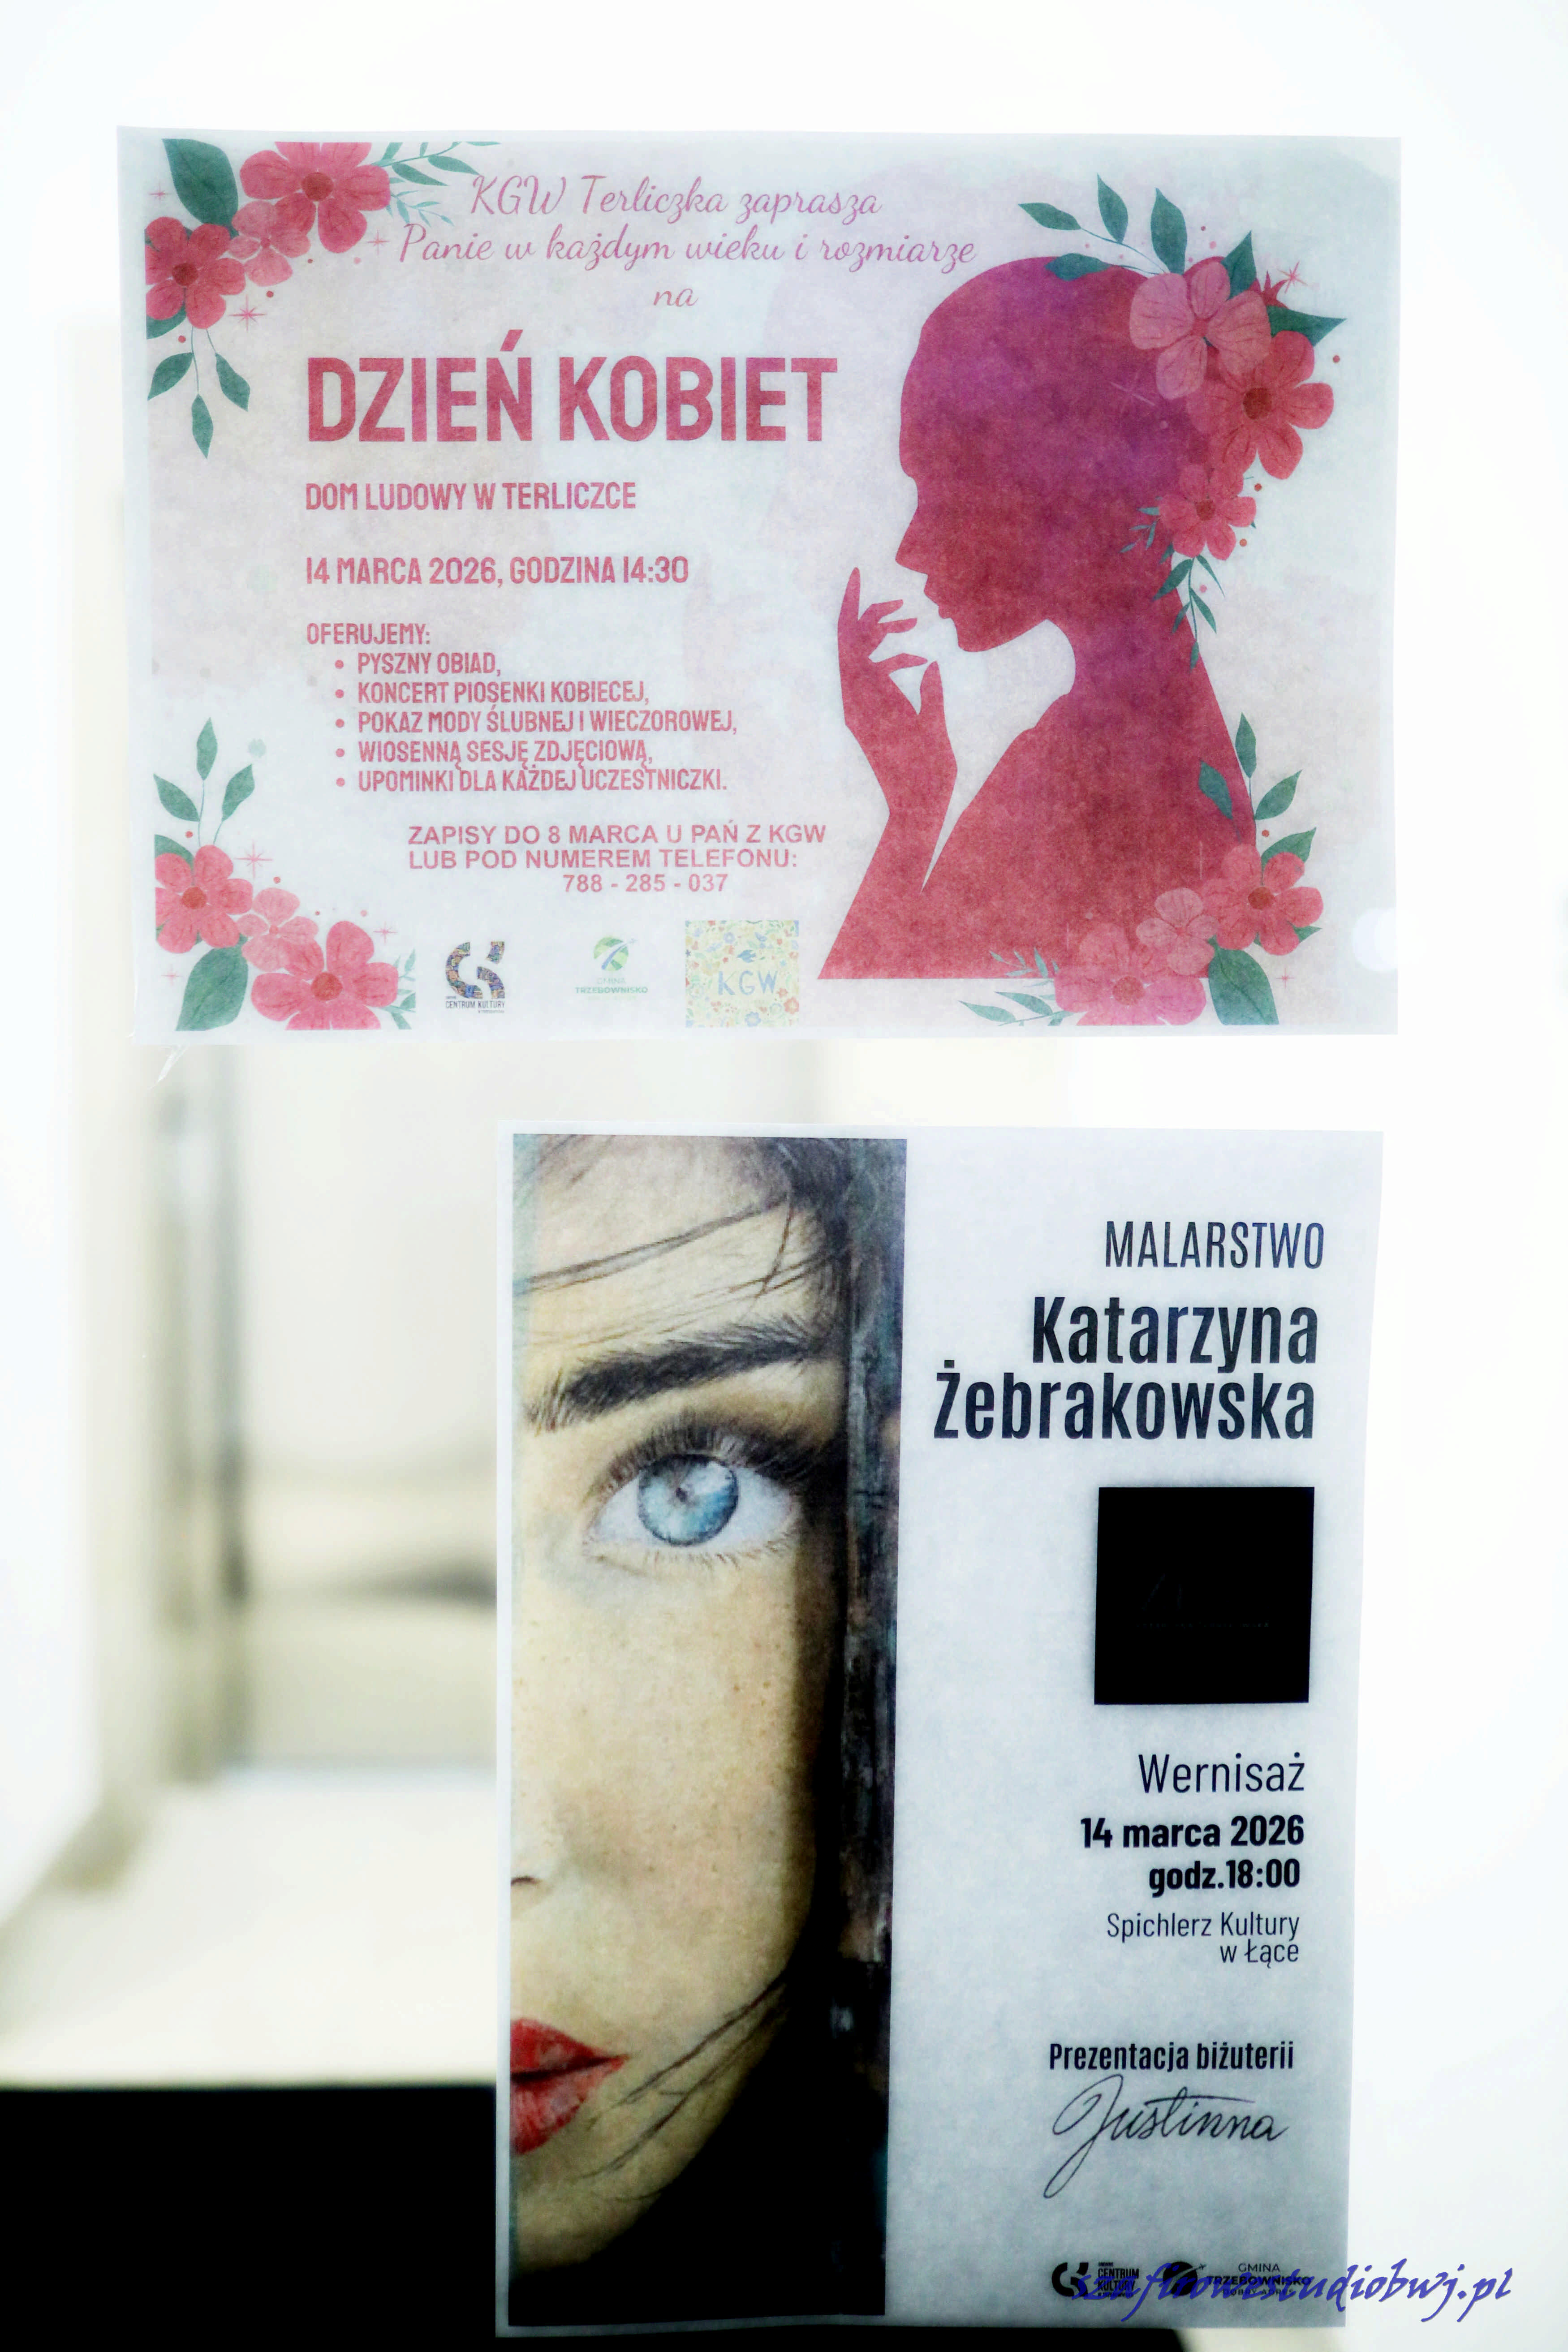 KGW Terliczka zaprasza
Panie w każdym wieku i rozmiarze
na
DZIEŃ KOBIET
DOM LUDOWY W TERLICZCE
14 MARCA 2026, GODZINA 14:30
OFERUJEMY:
• PYSZNY OBIAD,
• KONCERT PIOSENKI KOBIECEJ,
• POKAZ MODY ŚLUBNEJ I WIECZOROWEJ,
• WIOSENNĄ SESJĘ ZDJĘCIOWĄ,
• UPOMINKI DLA KAŻDEJ UCZESTNICZKI.
ZAPISY DO 8 MARCA U PAŃ Z KGW
LUB POD NUMEREM TELEFONU:
788 - 285 - 037
CENTRUM KULTURY
GMINA
TRZEBOWNISKO
KGW
MALARSTWO
Katarzyna
Żebrakowska
Wernisaż
14 marca 2026
godz.18:00
Spichlerz Kultury
w Łące
Prezentacja biżuterii
Justinna
CENTRUM
KULTURY
GMINA
TRZEBOWNISKO
szafirowestudiobwj.pl